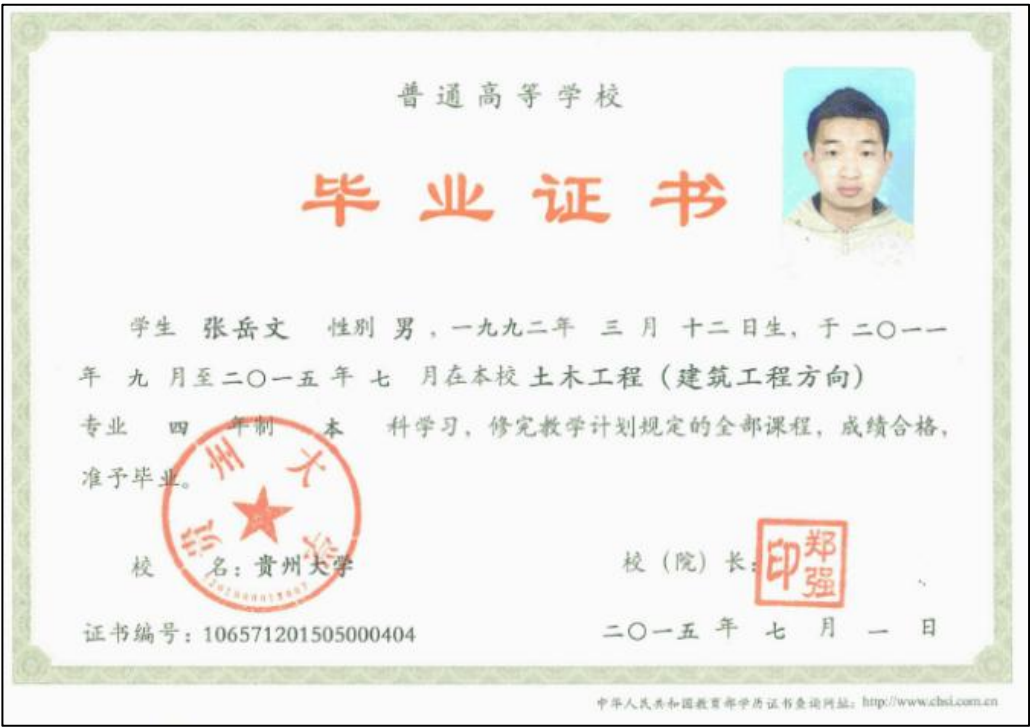 普通高等学校
毕业证书
学生 张岳文 性别 男，一九九二年 三 月 十二 日生，于 二〇一一
年 九 月至二〇一五 年 七 月在本校 土木工程（建筑工程方向）
专业 四 年制 本 科学习，修完教学计划规定的全部课程，成绩合格，
准予毕业。
贵州大学
校 名：贵州大学
校（院）长：
郑强印
证书编号：106571201505000404
二〇一五 年 七 月 一 日
中华人民共和国教育部学历证书查询网址：http://www.chsi.com.cn